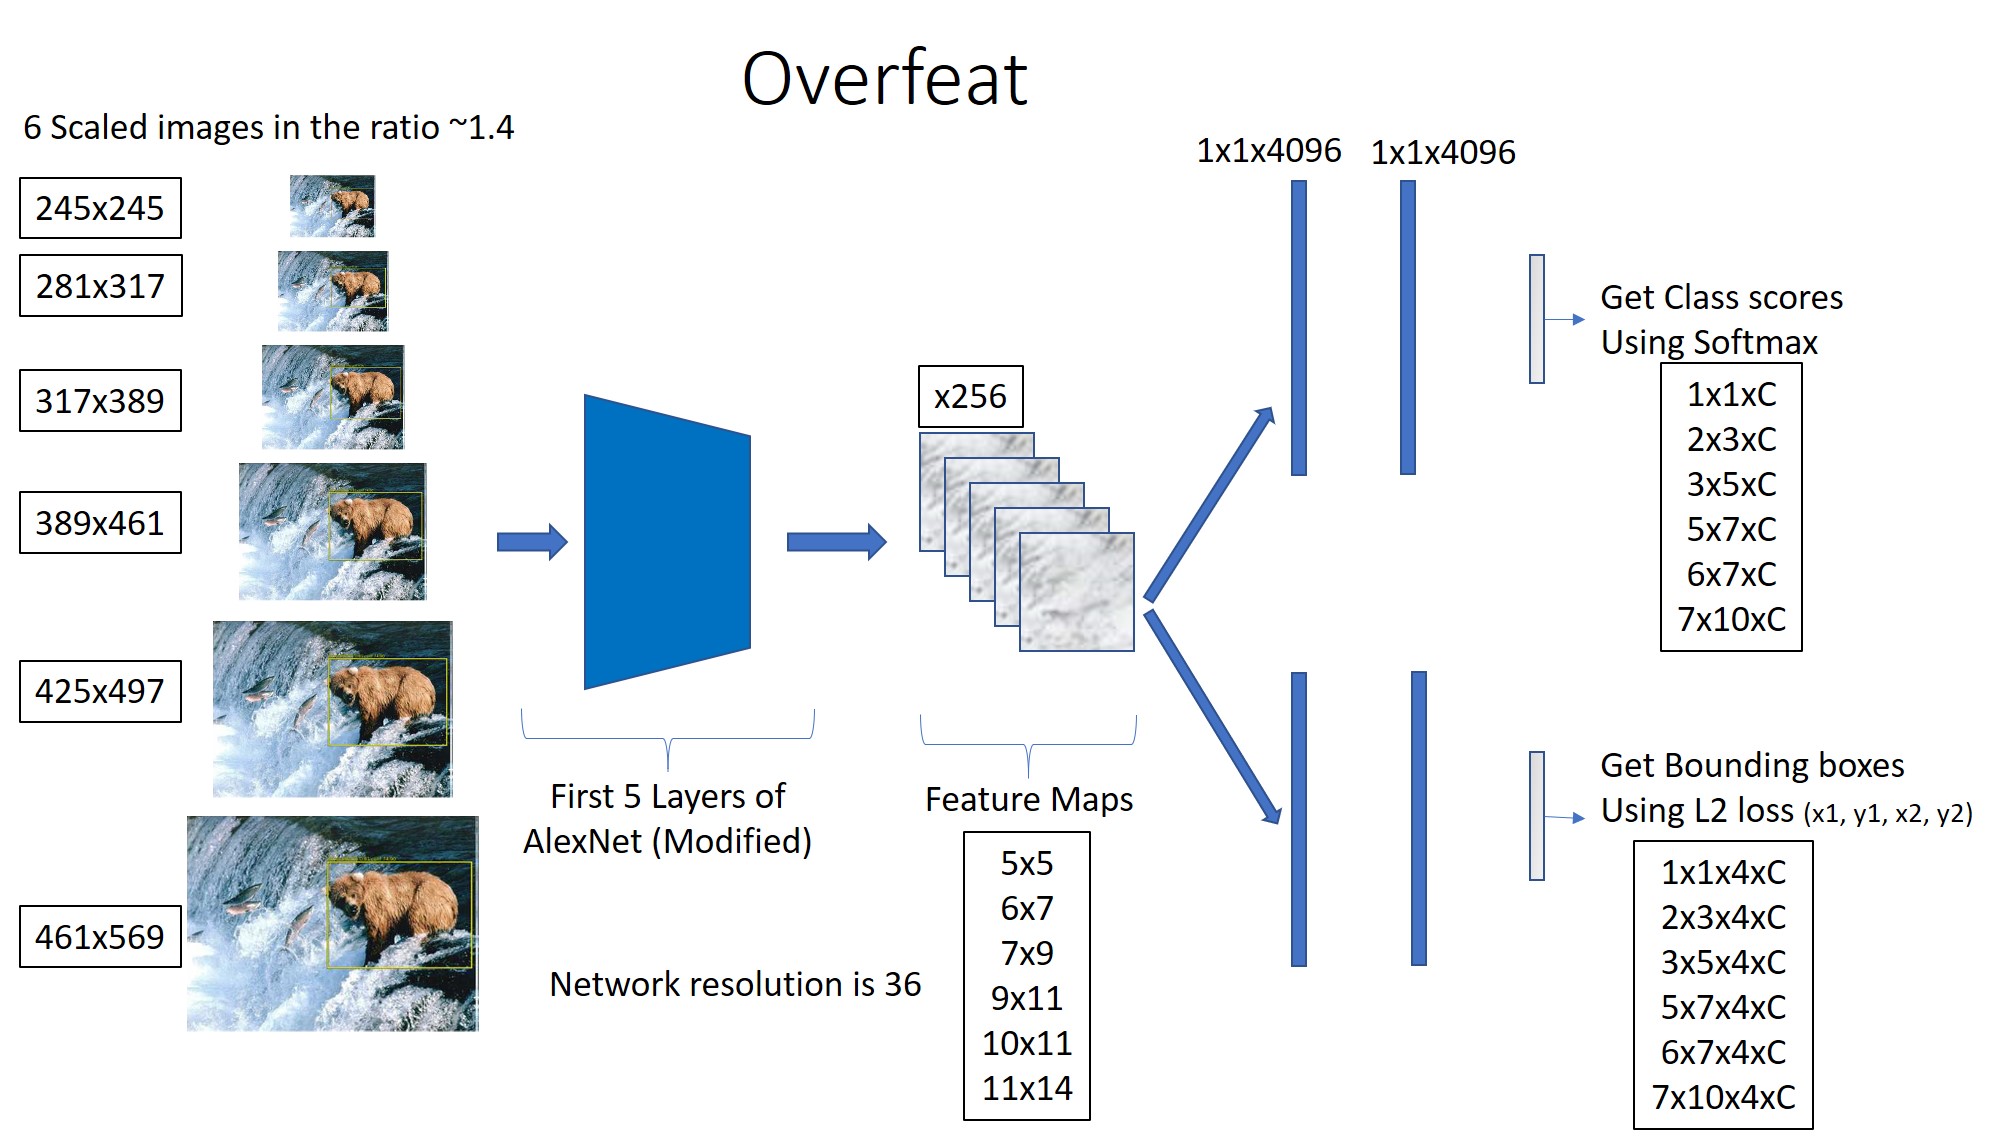 Overfeat
6 Scaled images in the ratio ~1.4
245x245
281x317
317x389
389x461
425x497
461x569
First 5 Layers of
AlexNet (Modified)
Network resolution is 36
x256
Feature Maps
5x5
6x7
7x9
9x11
10x11
11x14
1x1x4096
1x1x4096
Get Class scores
Using Softmax
1x1xC
2x3xC
3x5xC
5x7xC
6x7xC
7x10xC
Get Bounding boxes
Using L2 loss (x1, y1, x2, y2)
1x1x4xC
2x3x4xC
3x5x4xC
5x7x4xC
6x7x4xC
7x10x4xC